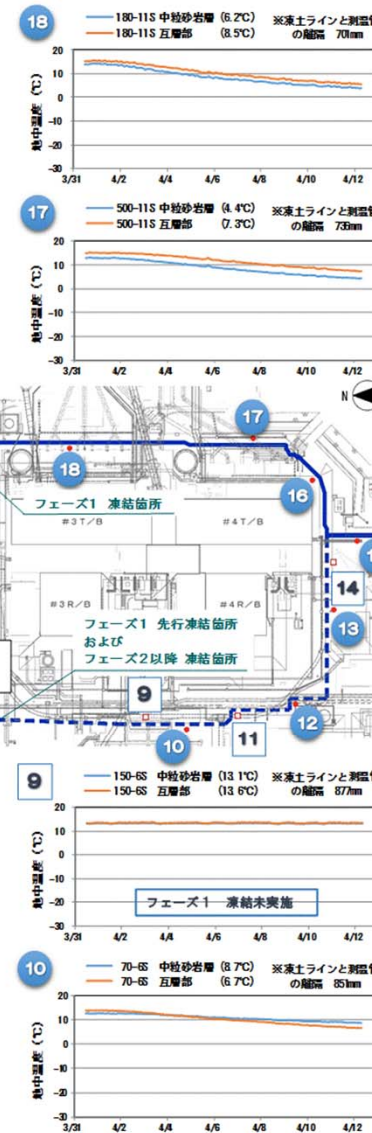 18
180-11S 中粒砂岩層 (6.2℃)
180-11S 互層部 (8.5℃)
※凍土ラインと測温管
の離隔 701mm
地中温度 (℃)
20
10
0
-10
-20
-30
3/31 4/2 4/4 4/6 4/8 4/10 4/12
17
500-11S 中粒砂岩層 (4.4℃)
500-11S 互層部 (7.3℃)
※凍土ラインと測温管
の離隔 736mm
地中温度 (℃)
20
10
0
-10
-20
-30
3/31 4/2 4/4 4/6 4/8 4/10 4/12
N
17
18
16
フェーズ1 凍結箇所
#3T/B
#4T/B
14
#3R/B
#4R/B
13
フェーズ1 先行凍結箇所
および
フェーズ2以降 凍結箇所
9
12
10
11
9
150-6S 中粒砂岩層 (13.1℃)
150-6S 互層部 (13.6℃)
※凍土ラインと測温管
の離隔 877mm
地中温度 (℃)
20
10
0
-10
-20
-30
フェーズ1 凍結未実施
3/31 4/2 4/4 4/6 4/8 4/10 4/12
10
70-6S 中粒砂岩層 (8.7℃)
70-6S 互層部 (6.7℃)
※凍土ラインと測温管
の離隔 851mm
地中温度 (℃)
20
10
0
-10
-20
-30
3/31 4/2 4/4 4/6 4/8 4/10 4/12